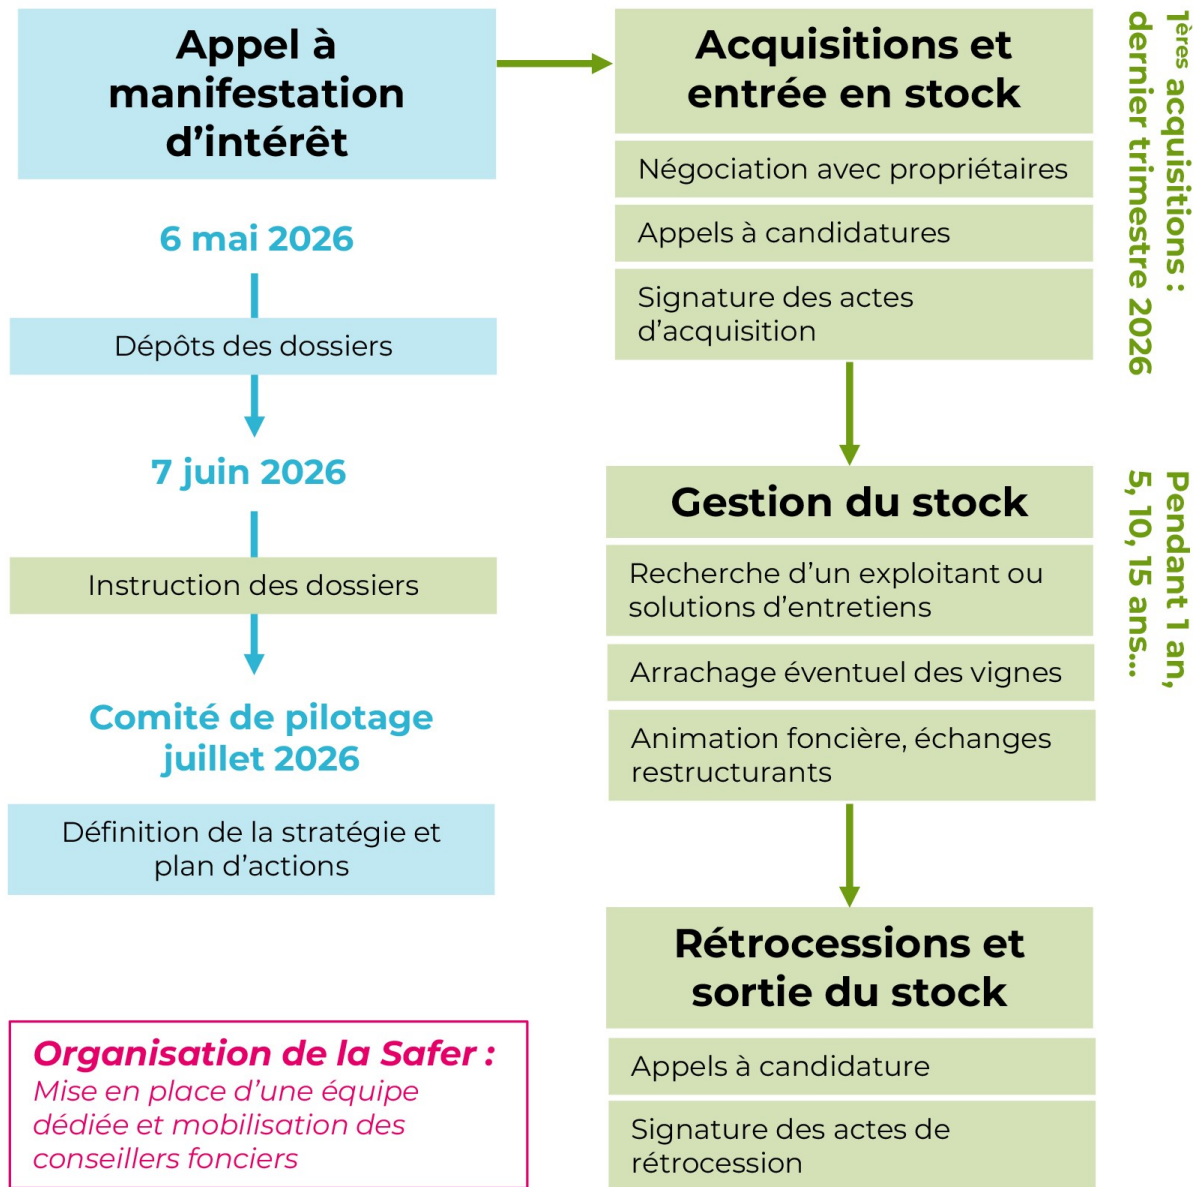 Appel à
manifestation
d'intérêt
6 mai 2026
Dépôts des dossiers
7 juin 2026
Instruction des dossiers
Comité de pilotage
juillet 2026
Définition de la stratégie et
plan d'actions
Organisation de la Safer :
Mise en place d'une équipe
dédiée et mobilisation des
conseillers fonciers
Acquisitions et
entrée en stock
Négociation avec propriétaires
Appels à candidatures
Signature des actes
d'acquisition
1ères acquisitions :
dernier trimestre 2026
Gestion du stock
Recherche d'un exploitant ou
solutions d'entretiens
Arrachage éventuel des vignes
Animation foncière, échanges
restructurants
Pendant 1 an,
5, 10, 15 ans...
Rétrocessions et
sortie du stock
Appels à candidature
Signature des actes de
rétrocession